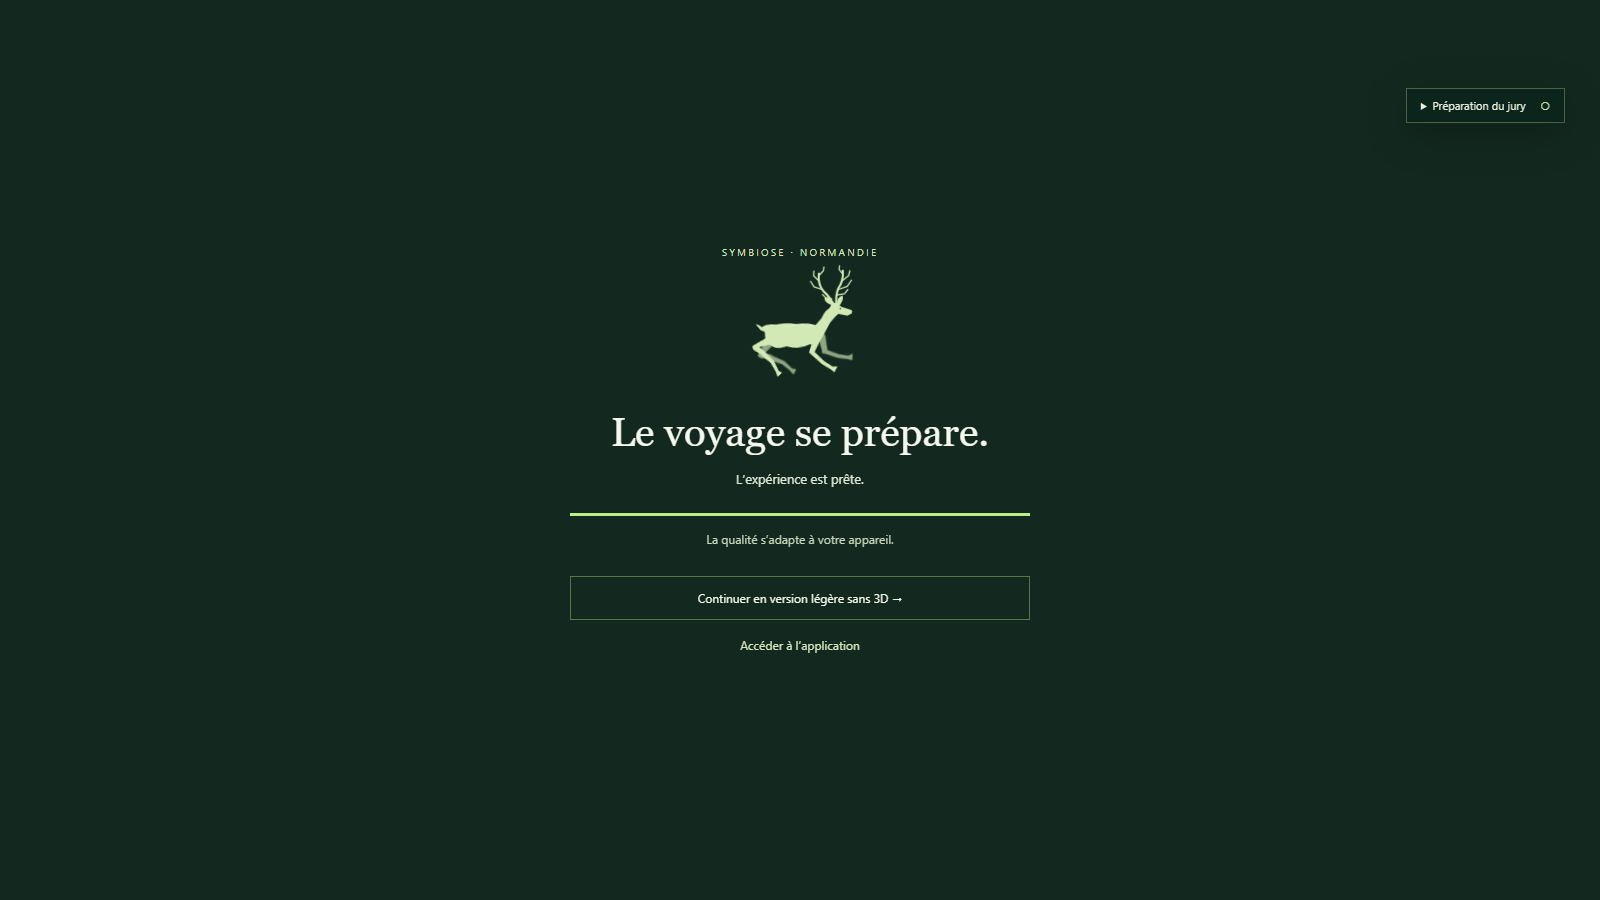 ▶ Préparation du jury
SYMBIOSE · NORMANDIE
Le voyage se prépare.
L’expérience est prête.
La qualité s’adapte à votre appareil.
Continuer en version légère sans 3D →
Accéder à l’application